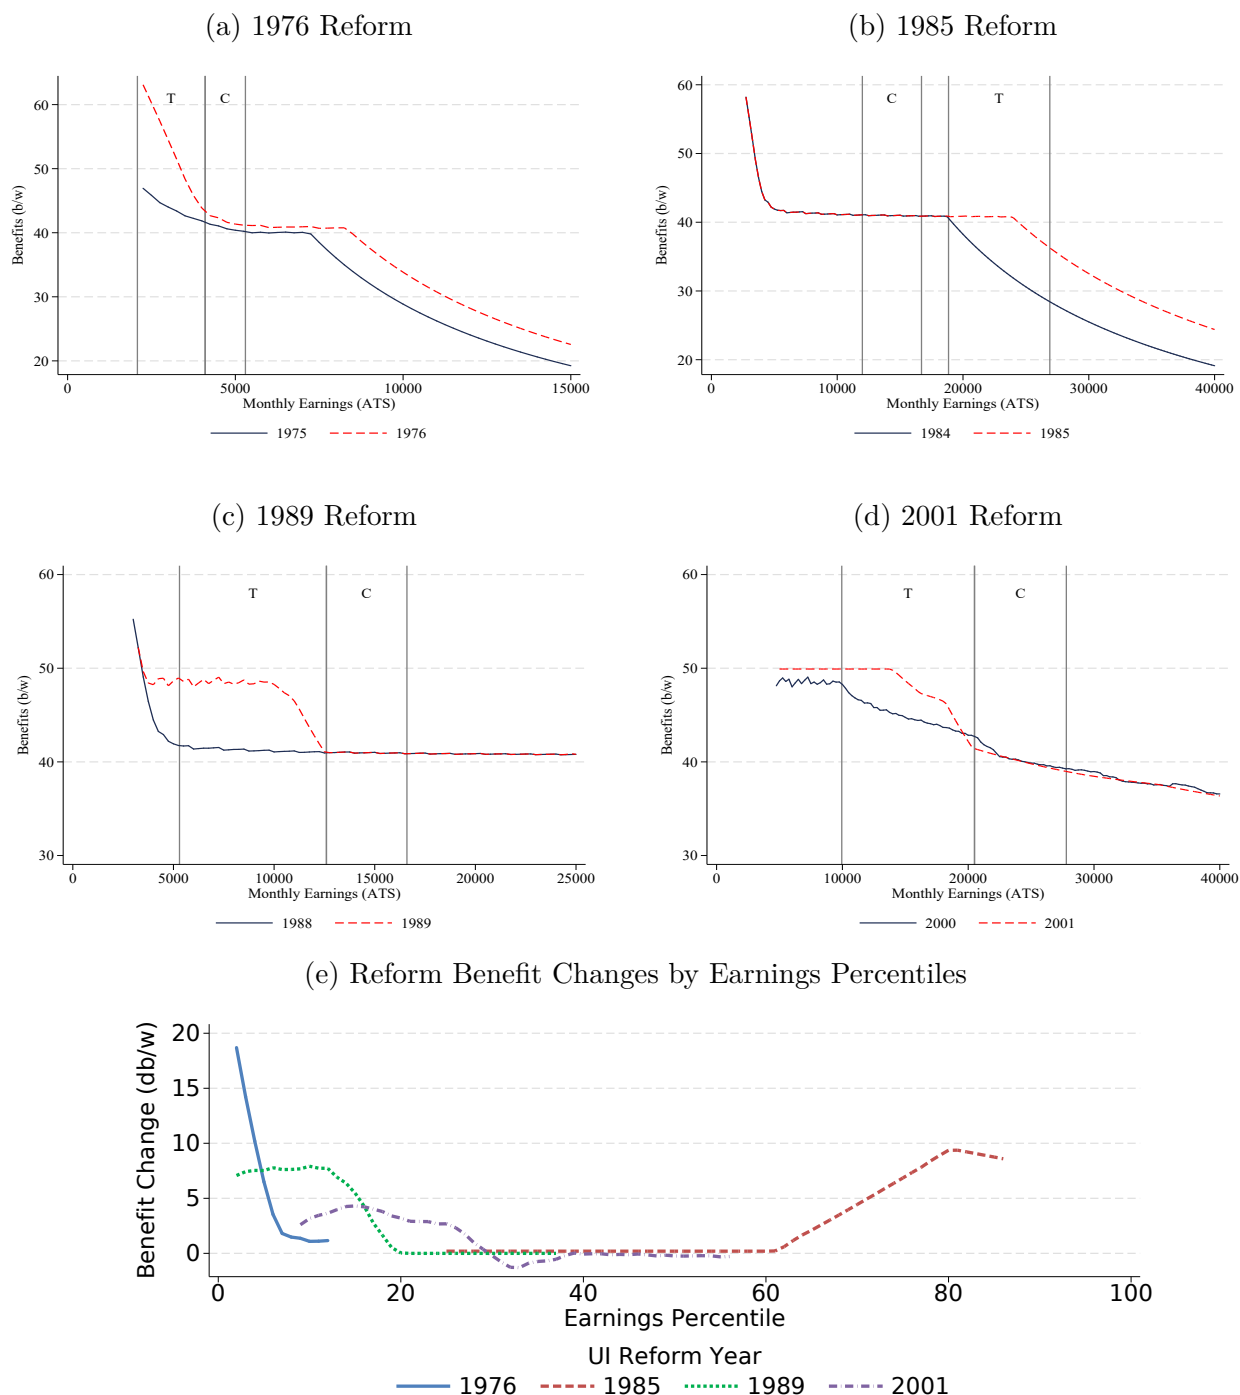 (a) 1976 Reform
T C
60
50
40
30
20
Benefits (b/w)
0 5000 10000 15000
Monthly Earnings (ATS)
1975 1976
(b) 1985 Reform
C T
60
50
40
30
20
Benefits (b/w)
0 10000 20000 30000 40000
Monthly Earnings (ATS)
1984 1985
(c) 1989 Reform
T C
60
50
40
30
Benefits (b/w)
0 5000 10000 15000 20000 25000
Monthly Earnings (ATS)
1988 1989
(d) 2001 Reform
T C
60
50
40
30
Benefits (b/w)
0 10000 20000 30000 40000
Monthly Earnings (ATS)
2000 2001
(e) Reform Benefit Changes by Earnings Percentiles
20
15
10
5
0
Benefit Change (db/w)
0 20 40 60 80 100
Earnings Percentile
UI Reform Year
1976 1985 1989 2001